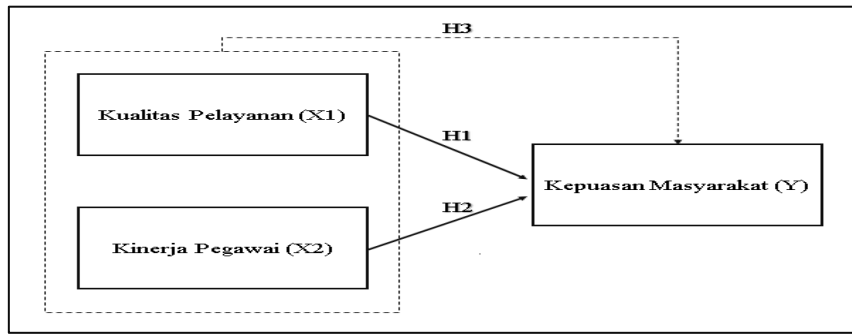 H3
Kualitas Pelayanan (X1)
H1
Kepuasan Masyarakat (Y)
H2
Kinerja Pegawai (X2)